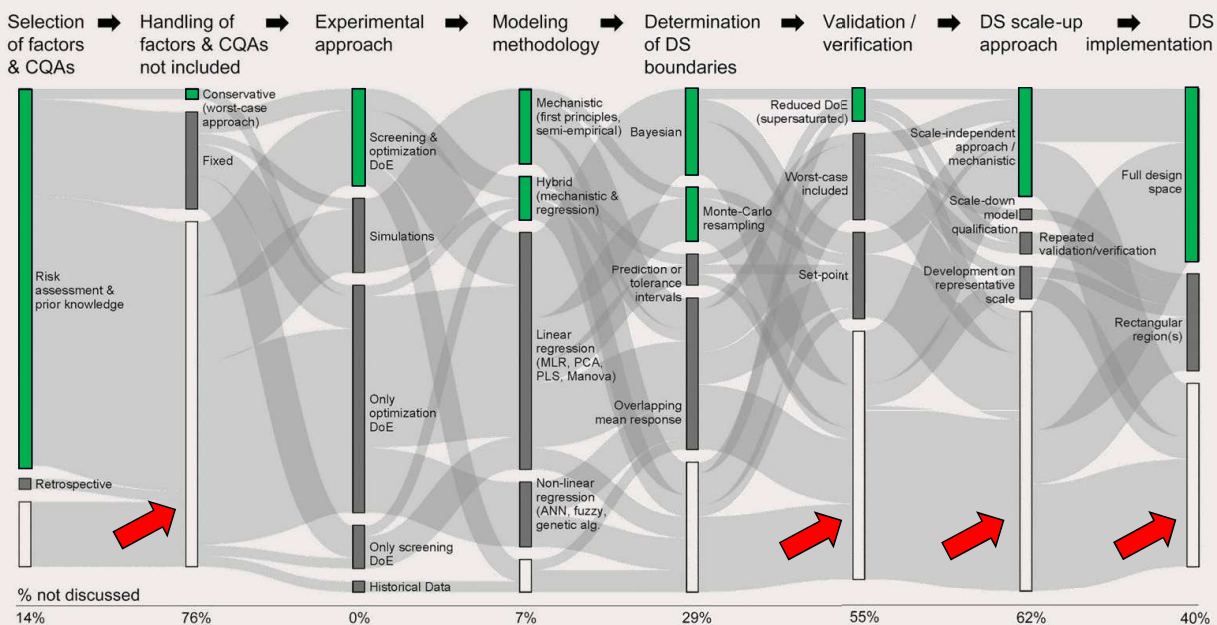 Selection
of factors
& CQAs
Handling of
factors & CQAs
not included
Experimental
approach
Modeling
methodology
Determination
of DS
boundaries
Validation /
verification
DS scale-up
approach
DS
implementation
Risk
assessment &
prior knowledge
Retrospective
Conservative
(worst-case
approach)
Fixed
Screening &
optimization
DoE
Simulations
Only
optimization
DoE
Only screening
DoE
Historical Data
Mechanistic
(first principles,
semi-empirical)
Hybrid
(mechanistic &
regression)
Linear
regression
(MLR, PCA,
PLS, Manova)
Non-linear
regression
(ANN, fuzzy,
genetic alg.
Bayesian
Monte-Carlo
resampling
Prediction or
tolerance
intervals
Overlapping
mean response
Reduced DoE
(supersaturated)
Worst-case
included
Set-point
Scale-independent
approach /
mechanistic
Scale-down
model
qualification
Repeated
validation/verification
Development on
representative
scale
Full design
space
Rectangular
region(s)
% not discussed
14% 76% 0% 7% 29% 55% 62% 40%